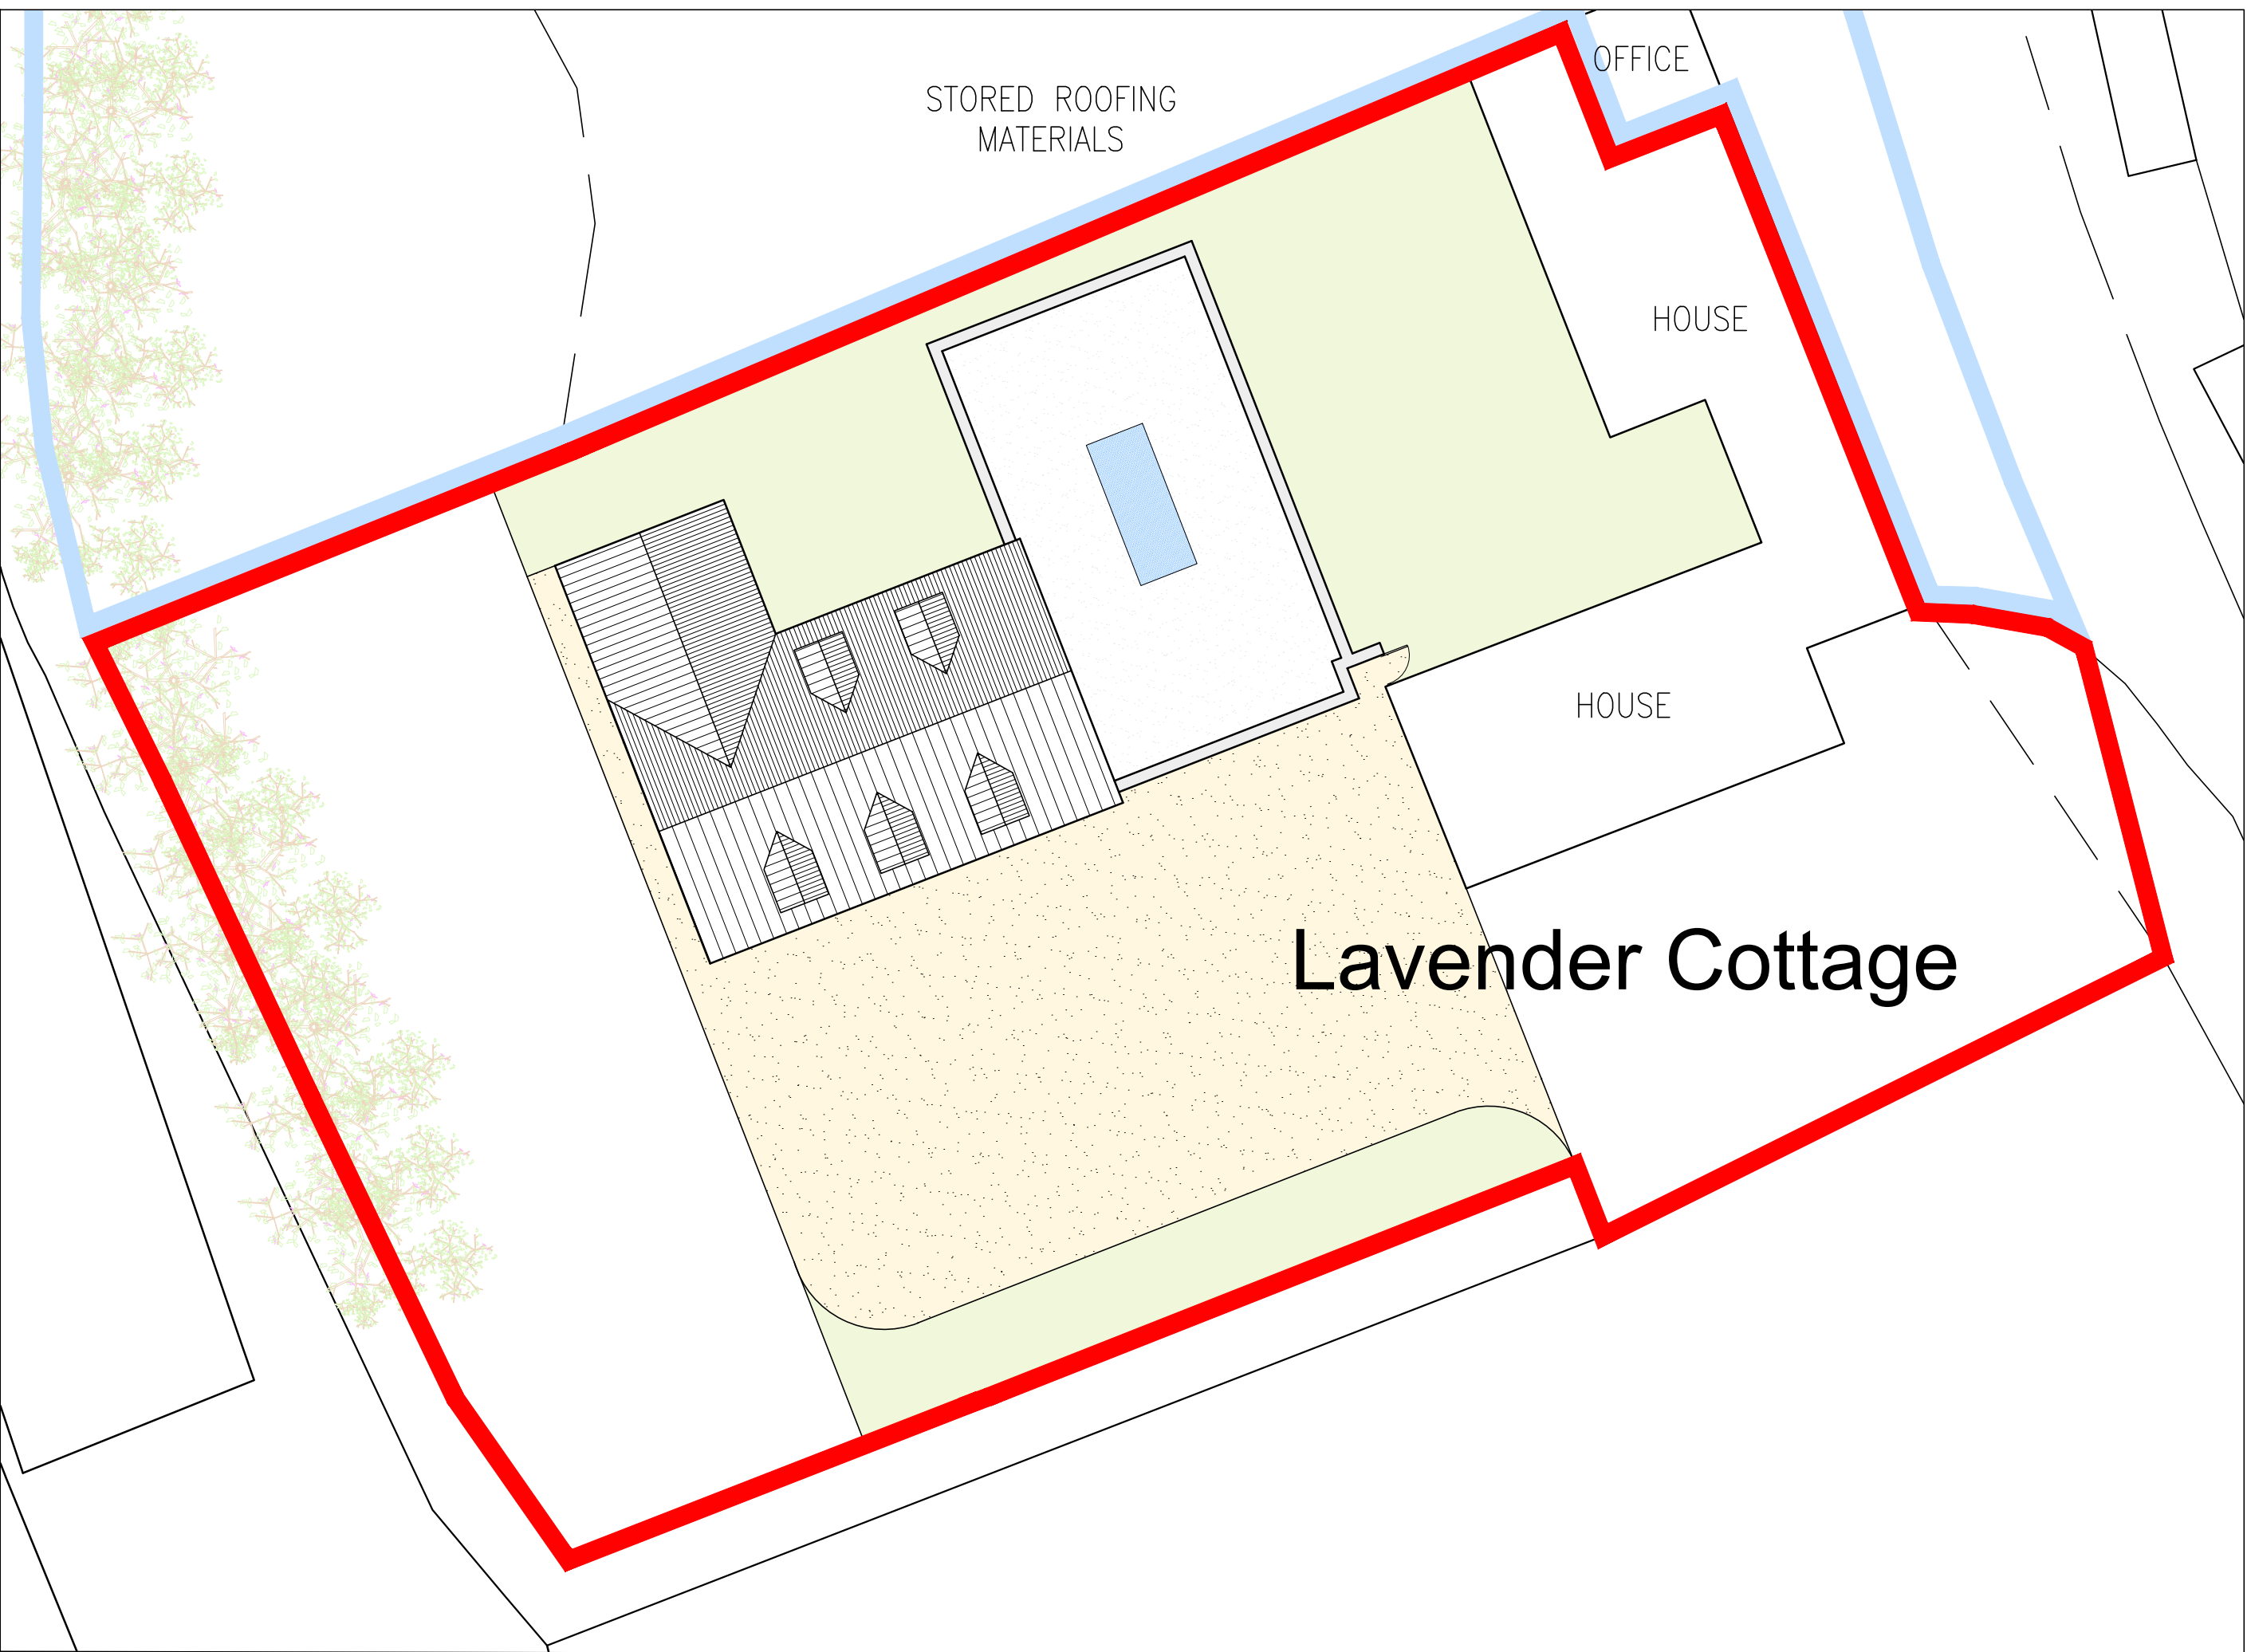 OFFICE
STORED ROOFING
MATERIALS
HOUSE
HOUSE
Lavender Cottage